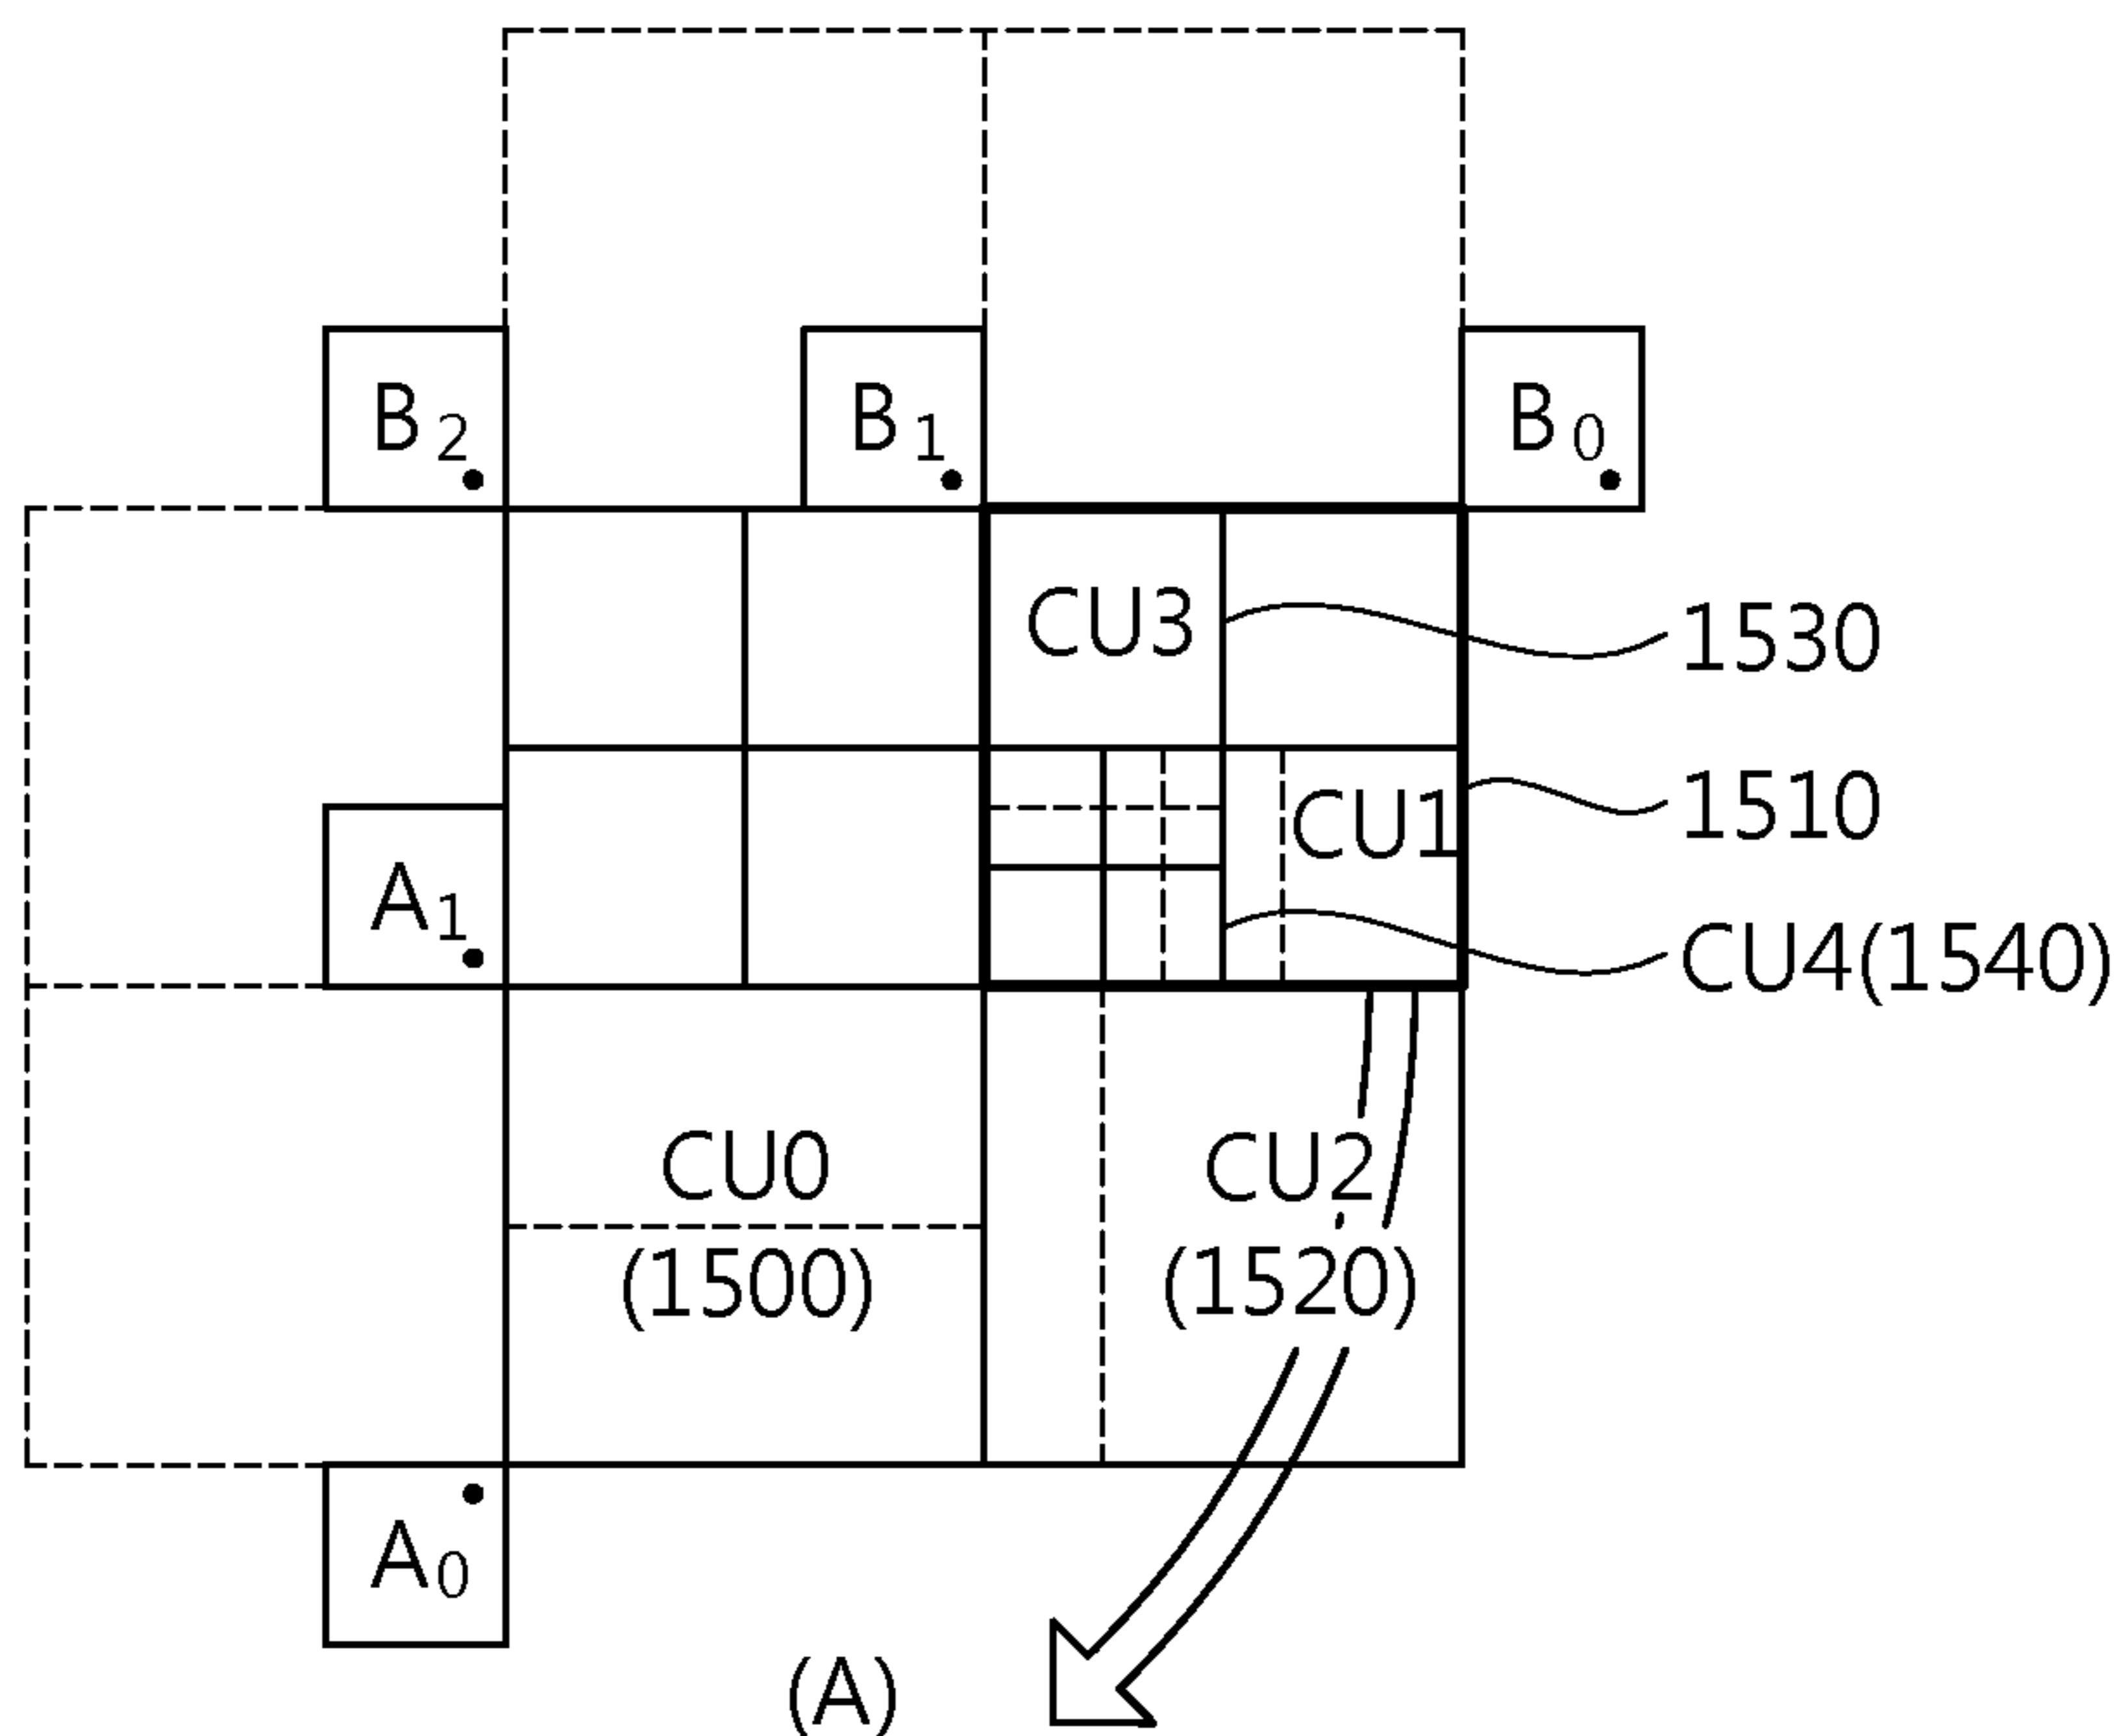 B2 B1 B0
CU3
1530
1510
CU1
A1
CU4(1540)
CU0
(1500)
CU2
(1520)
A0
(A)